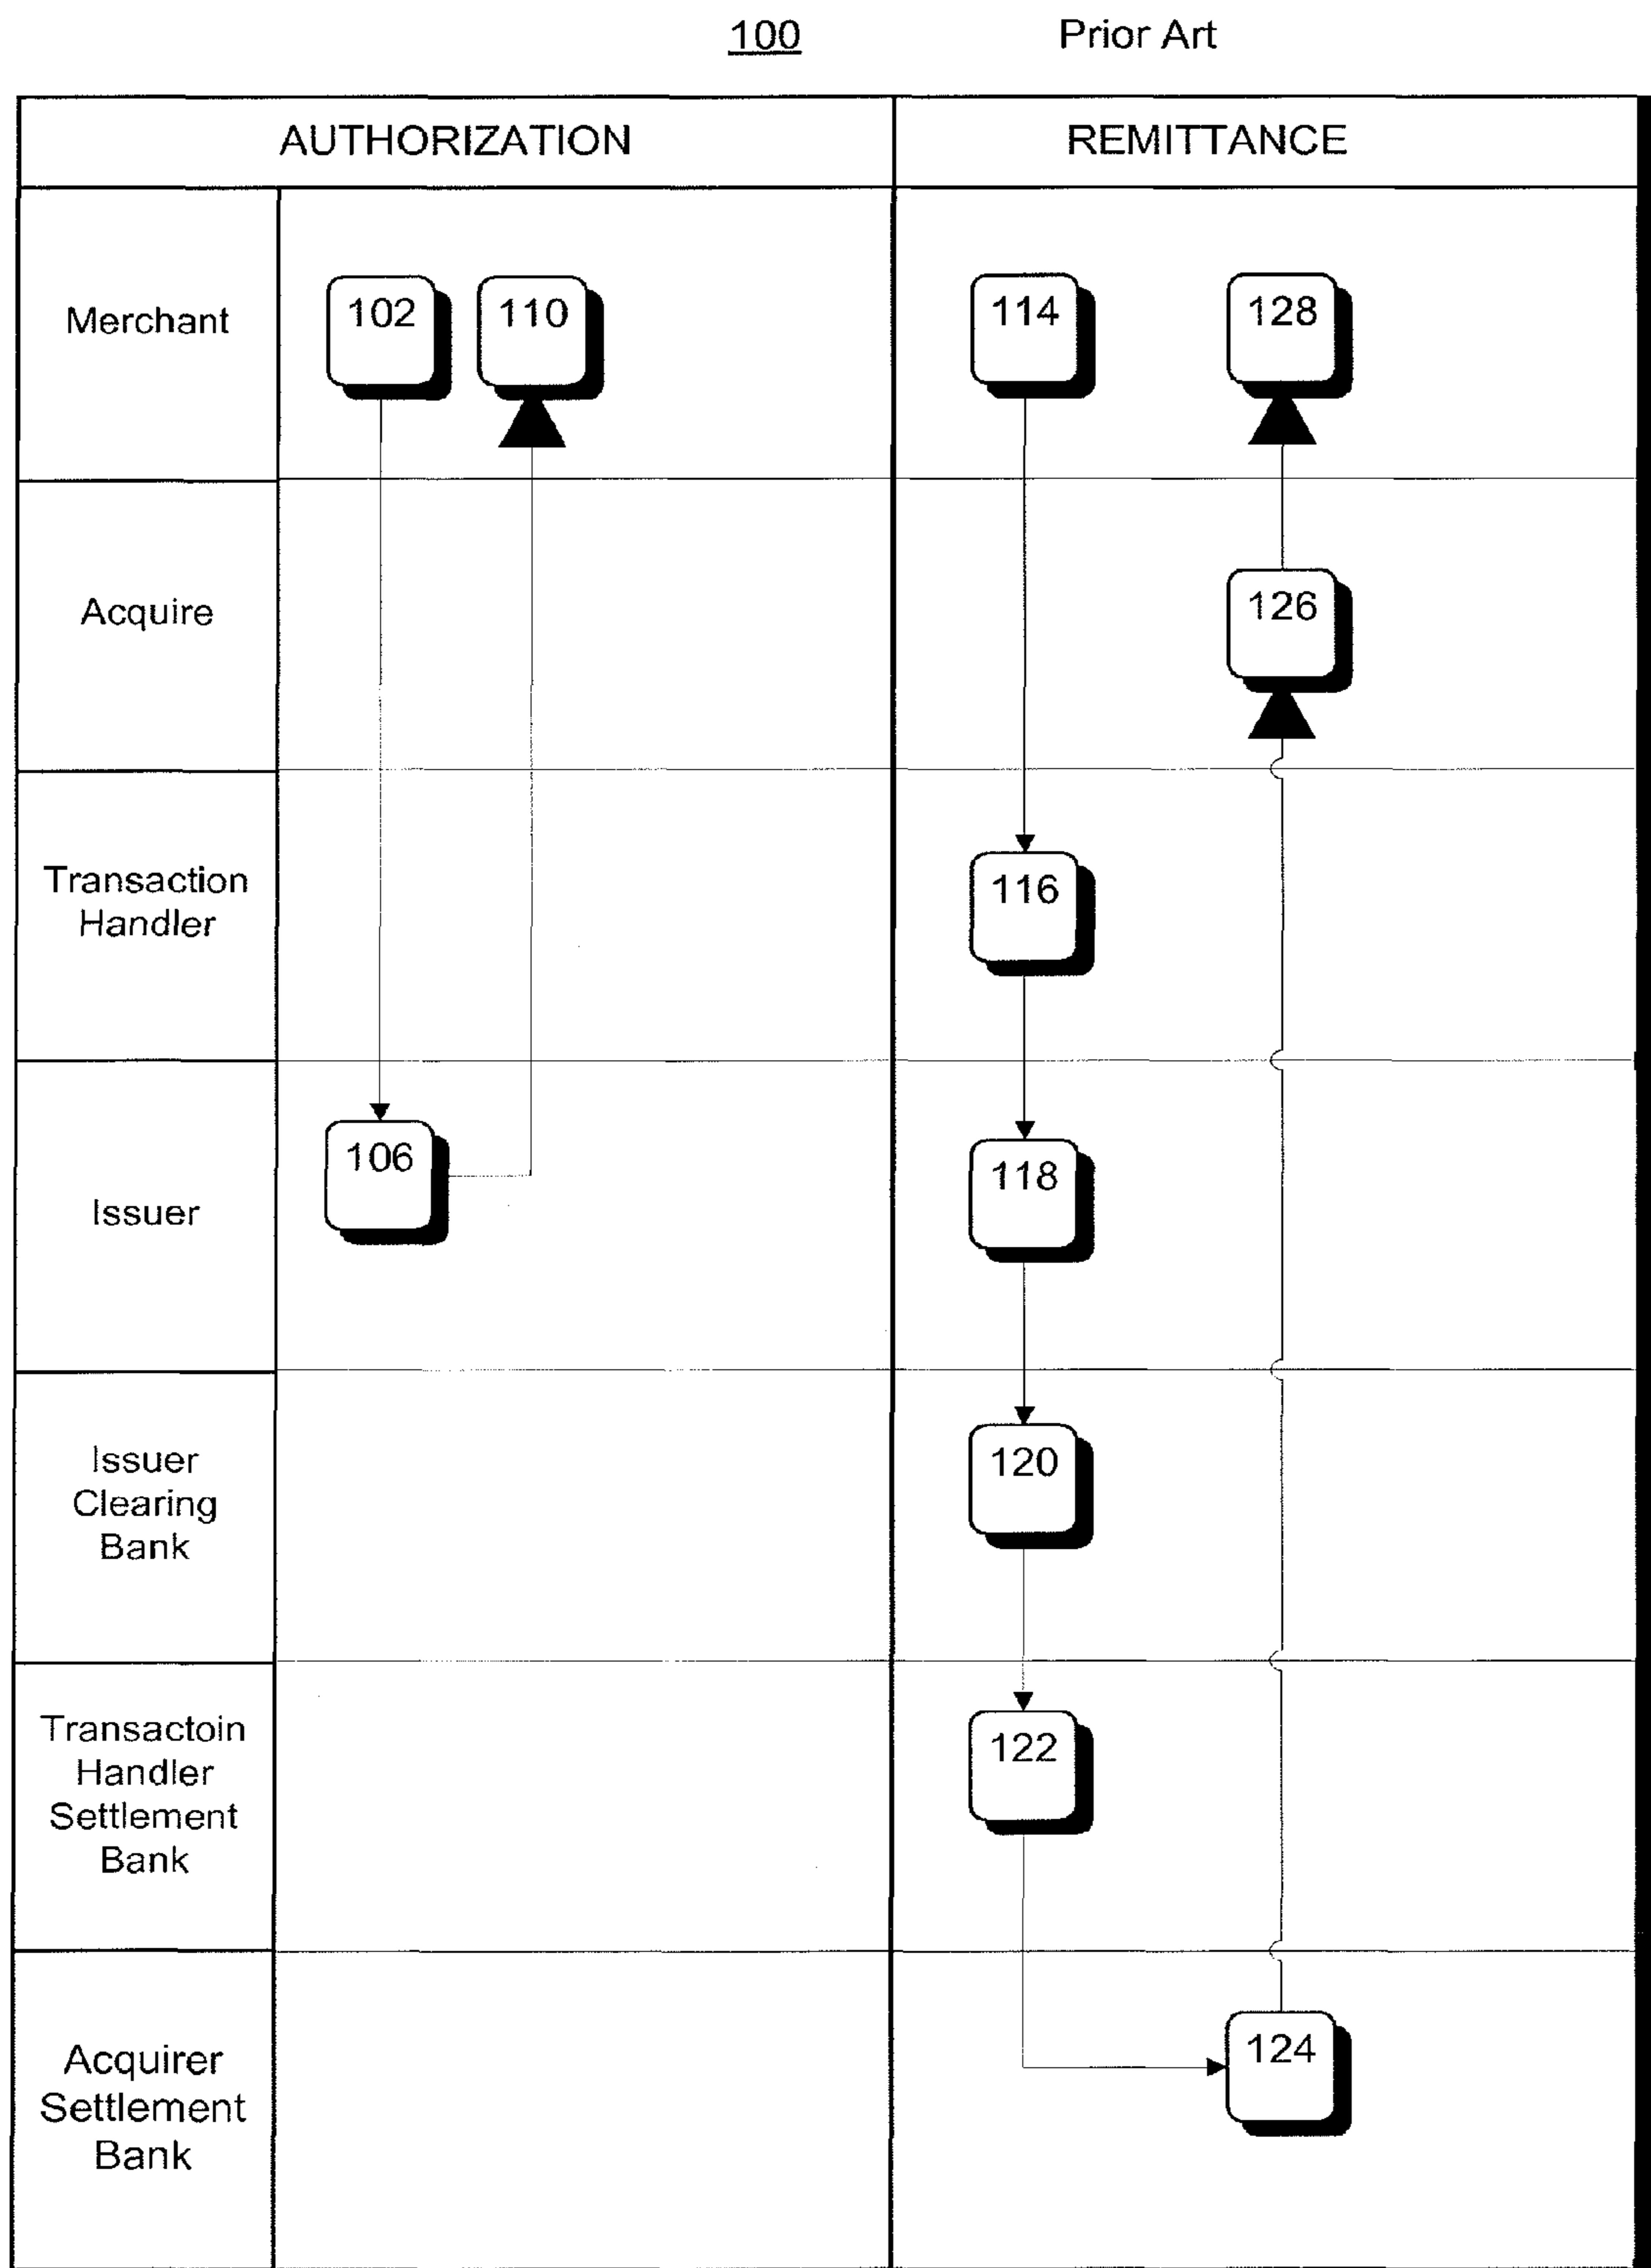 100 Prior Art
AUTHORIZATION REMITTANCE
Merchant 102 110 114 128
Acquire 126
Transaction
Handler
116
Issuer 106 118
Issuer
Clearing
Bank
120
Transactoin
Handler
Settlement
Bank
122
Acquirer
Settlement
Bank
124